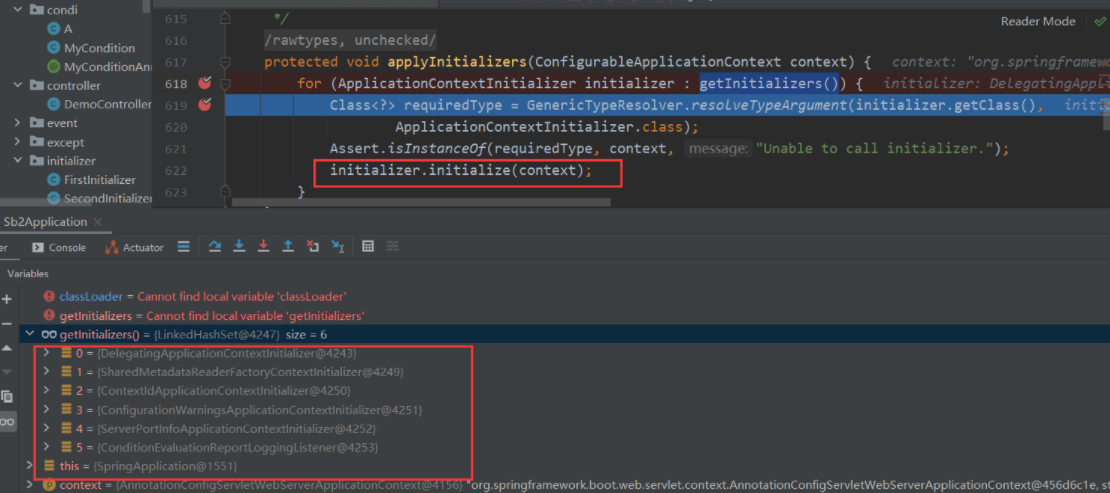 condi
A
MyCondition
MyConditionAnn
controller
DemoController
event
except
initializer
FirstInitializer
SecondInitializer
Reader Mode
615 */
616 /rawtypes, unchecked/
617 protected void applyInitializers(ConfigurableApplicationContext context) { context: "org.springframew
618 for (ApplicationContextInitializer initializer : getInitializers()) { initializer: DelegatingAppl
619 Class<?> requiredType = GenericTypeResolver.resolveTypeArgument(initializer.getClass(), initi
620 ApplicationContextInitializer.class);
621 Assert.isInstanceOf(requiredType, context, message: "Unable to call initializer.");
622 initializer.initialize(context);
623 }
Sb2Application ×
er Console Actuator
Variables
classLoader = Cannot find local variable 'classLoader'
getInitializers = Cannot find local variable 'getInitializers'
getInitializers() = {LinkedHashSet@4247} size = 6
0 = {DelegatingApplicationContextInitializer@4243}
1 = {SharedMetadataReaderFactoryContextInitializer@4249}
2 = {ContextIdApplicationContextInitializer@4250}
3 = {ConfigurationWarningsApplicationContextInitializer@4251}
4 = {ServerPortInfoApplicationContextInitializer@4252}
5 = {ConditionEvaluationReportLoggingListener@4253}
this = {SpringApplication@1551}
context = {AnnotationConfigServletWebServerApplicationContext@4156} "org.springframework.boot.web.servlet.context.AnnotationConfigServletWebServerApplicationContext@456d6c1e, st